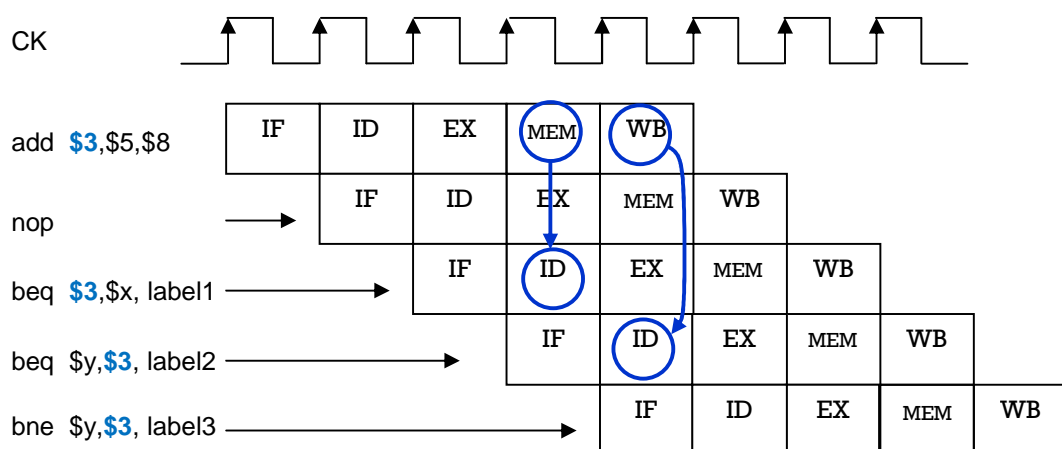 CK
add $3,$5,$8 IF ID EX MEM WB
nop IF ID EX MEM WB
beq $3,$x, label1 IF ID EX MEM WB
beq $y,$3, label2 IF ID EX MEM WB
bne $y,$3, label3 IF ID EX MEM WB